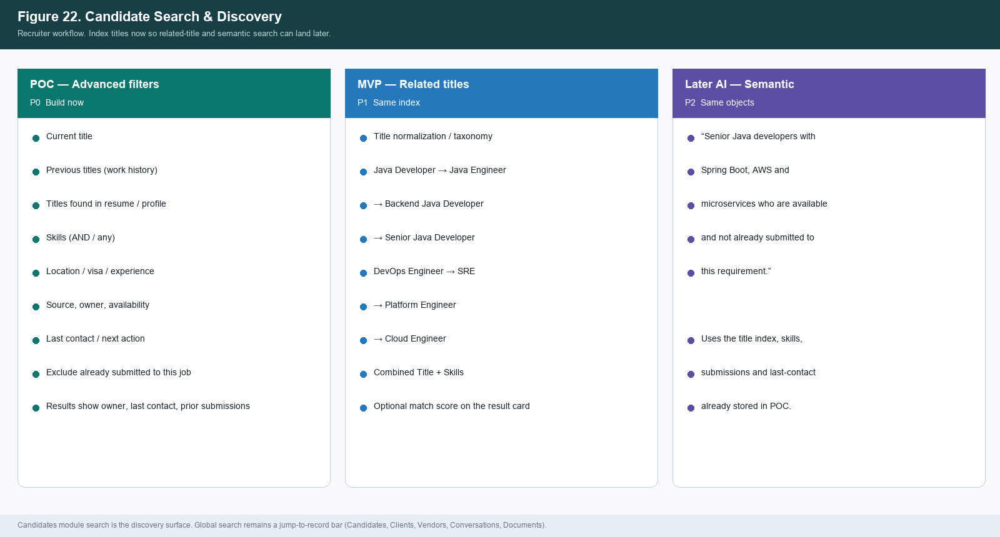 Figure 22. Candidate Search & Discovery
Recruiter workflow. Index titles now so related-title and semantic search can land later.
POC — Advanced filters
P0 Build now
Current title
Previous titles (work history)
Titles found in resume / profile
Skills (AND / any)
Location / visa / experience
Source, owner, availability
Last contact / next action
Exclude already submitted to this job
Results show owner, last contact, prior submissions
MVP — Related titles
P1 Same index
Title normalization / taxonomy
Java Developer → Java Engineer
→ Backend Java Developer
→ Senior Java Developer
DevOps Engineer → SRE
→ Platform Engineer
→ Cloud Engineer
Combined Title + Skills
Optional match score on the result card
Later AI — Semantic
P2 Same objects
“Senior Java developers with
Spring Boot, AWS and
microservices who are available
and not already submitted to
this requirement.”
Uses the title index, skills,
submissions and last-contact
already stored in POC.
Candidates module search is the discovery surface. Global search remains a jump-to-record bar (Candidates, Clients, Vendors, Conversations, Documents).